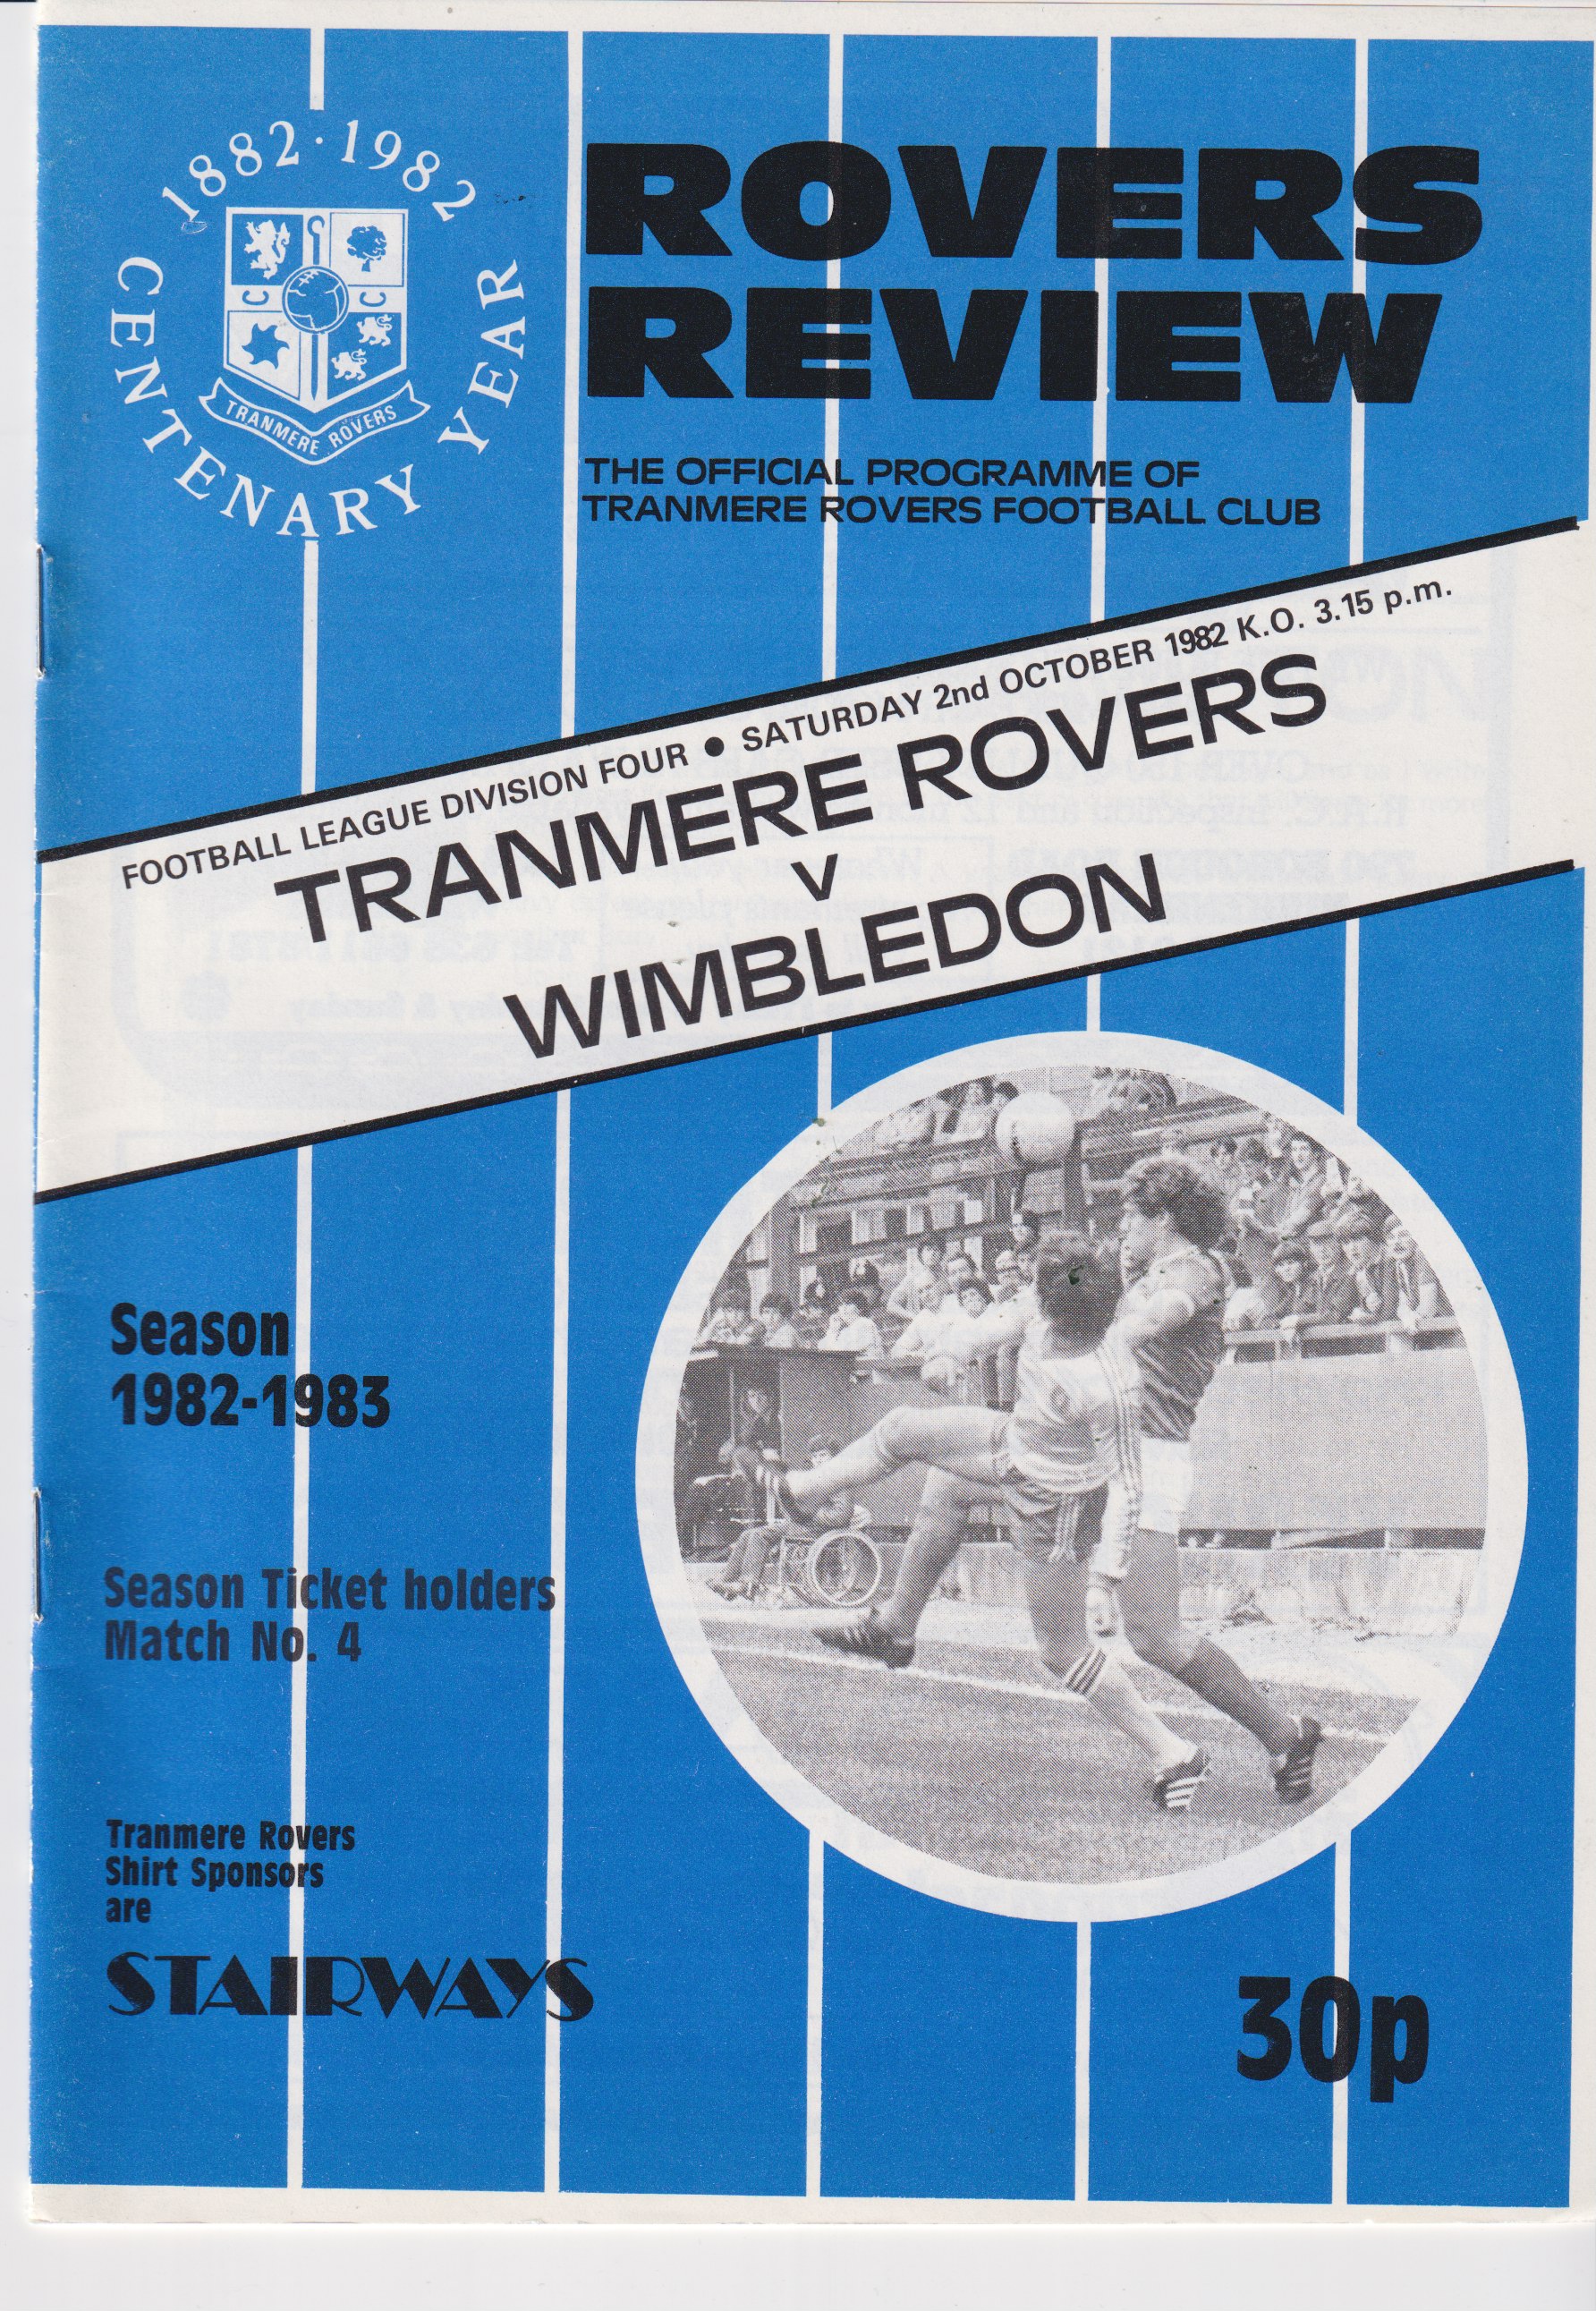 1882·1982
CENTENARY YEAR
C C
TRANMERE ROVERS
ROVERS
REVIEW
THE OFFICIAL PROGRAMME OF
TRANMERE ROVERS FOOTBALL CLUB
FOOTBALL LEAGUE DIVISION FOUR ● SATURDAY 2nd OCTOBER 1982 K.O. 3.15 p.m.
TRANMERE ROVERS
V
WIMBLEDON
Season
1982-1983
Season Ticket holders
Match No. 4
Tranmere Rovers
Shirt Sponsors
are
STAIRWAYS
30p